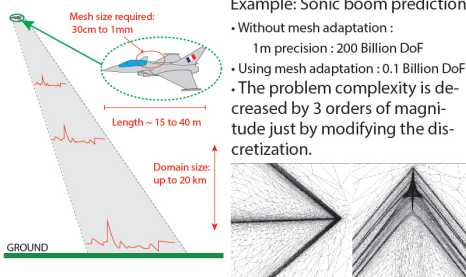 Mesh size required:
30cm to 1mm
Length ~ 15 to 40 m
Domain size:
up to 20 km
GROUND
Example: Sonic boom prediction
• Without mesh adaptation :
1m precision : 200 Billion DoF
• Using mesh adaptation : 0.1 Billion DoF
• The problem complexity is de-
creased by 3 orders of magni-
tude just by modifying the dis-
cretization.